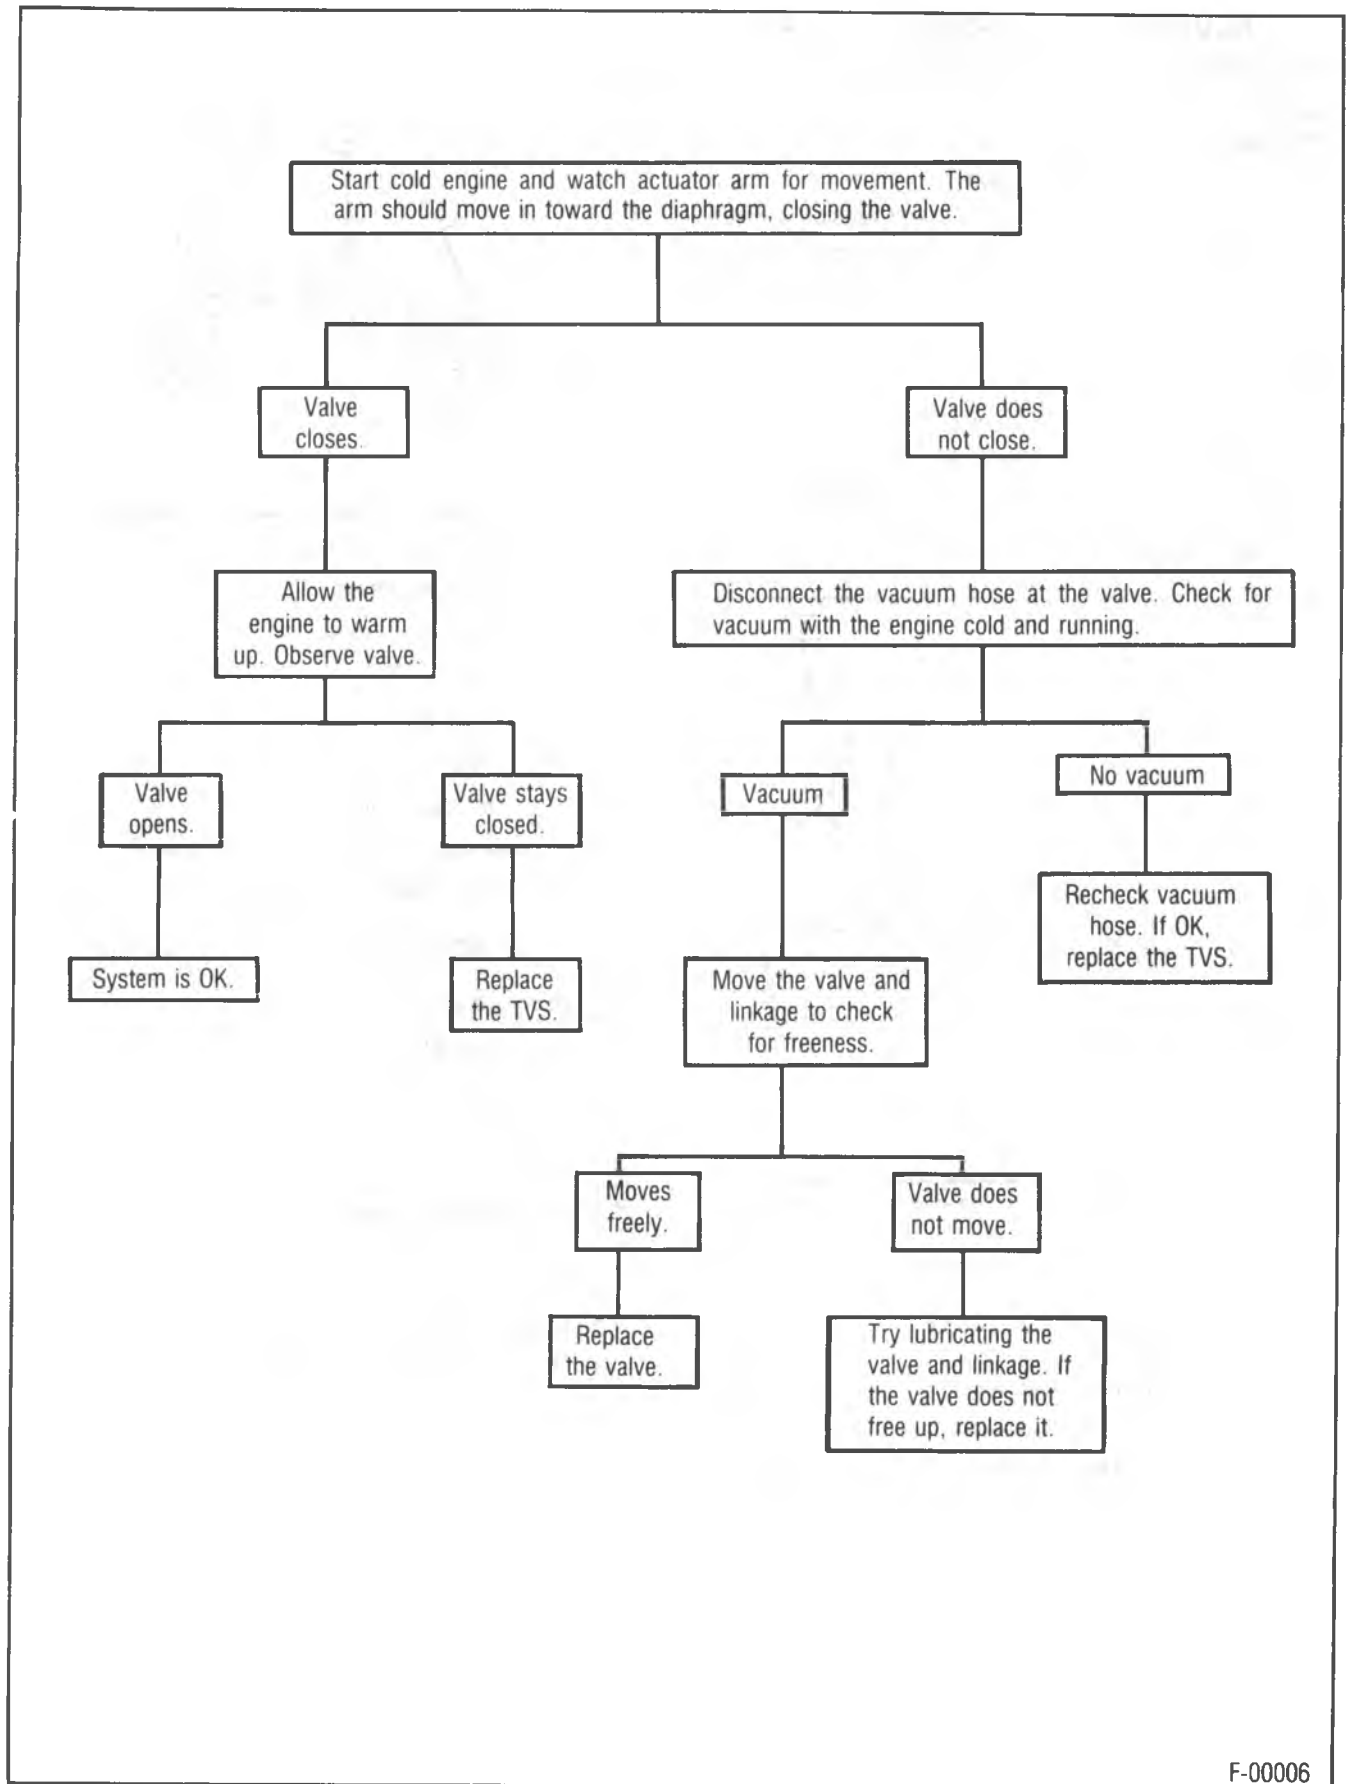 Start cold engine and watch actuator arm for movement. The
arm should move in toward the diaphragm, closing the valve.
Valve
closes.
Valve does
not close.
Allow the
engine to warm
up. Observe valve.
Disconnect the vacuum hose at the valve. Check for
vacuum with the engine cold and running.
Valve
opens.
Valve stays
closed.
Vacuum
No vacuum
System is OK.
Replace
the TVS.
Move the valve and
linkage to check
for freeness.
Recheck vacuum
hose. If OK,
replace the TVS.
Moves
freely.
Valve does
not move.
Replace
the valve.
Try lubricating the
valve and linkage. If
the valve does not
free up, replace it.
F-00006